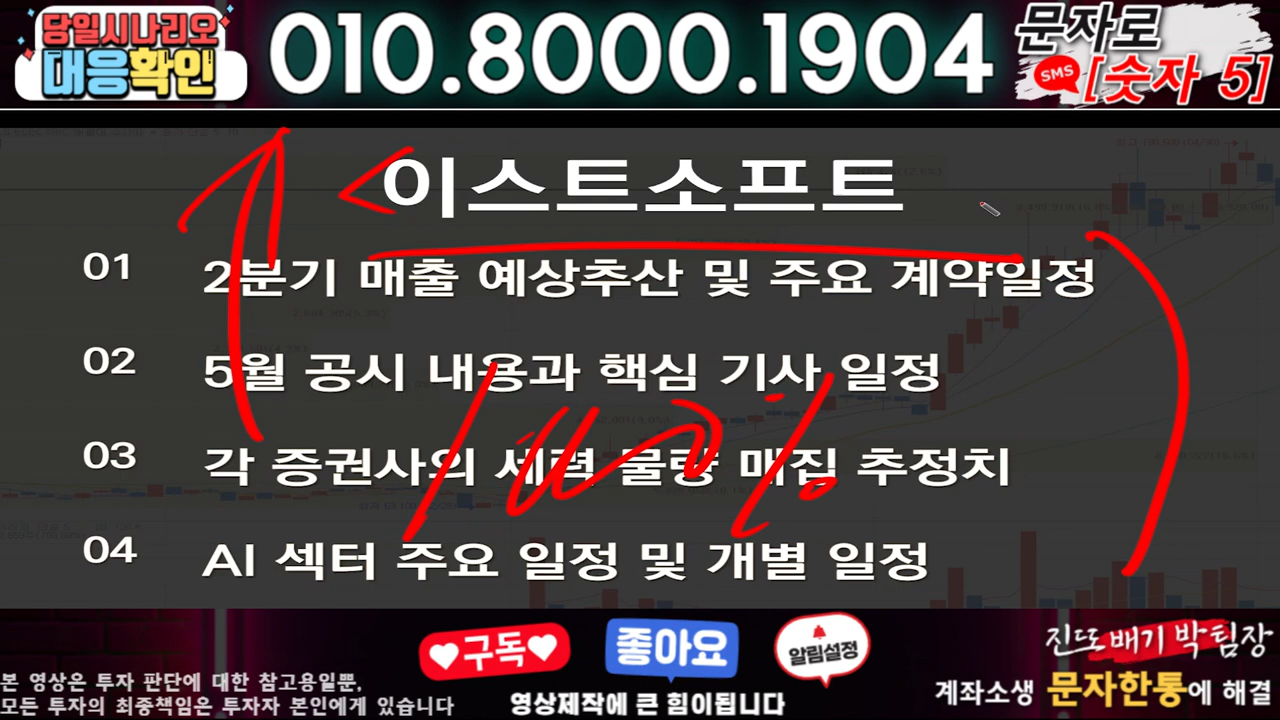 당일시나리오
대응확인
010.8000.1904
문자로
SMS
[숫자 5]
이스트소프트
01
2분기 매출 예상추산 및 주요 계약일정
02
5월 공시 내용과 핵심 기사 일정
03
각 증권사의 세력 물량 매집 추정치
100%
04
AI 섹터 주요 일정 및 개별 일정
구독
좋아요
알림설정
영상제작에 큰 힘이됩니다
본 영상은 투자 판단에 대한 참고용일뿐,
모든 투자의 최종책임은 투자자 본인에게 있습니다
진또배기 박팀장
계좌소생 문자한통에 해결